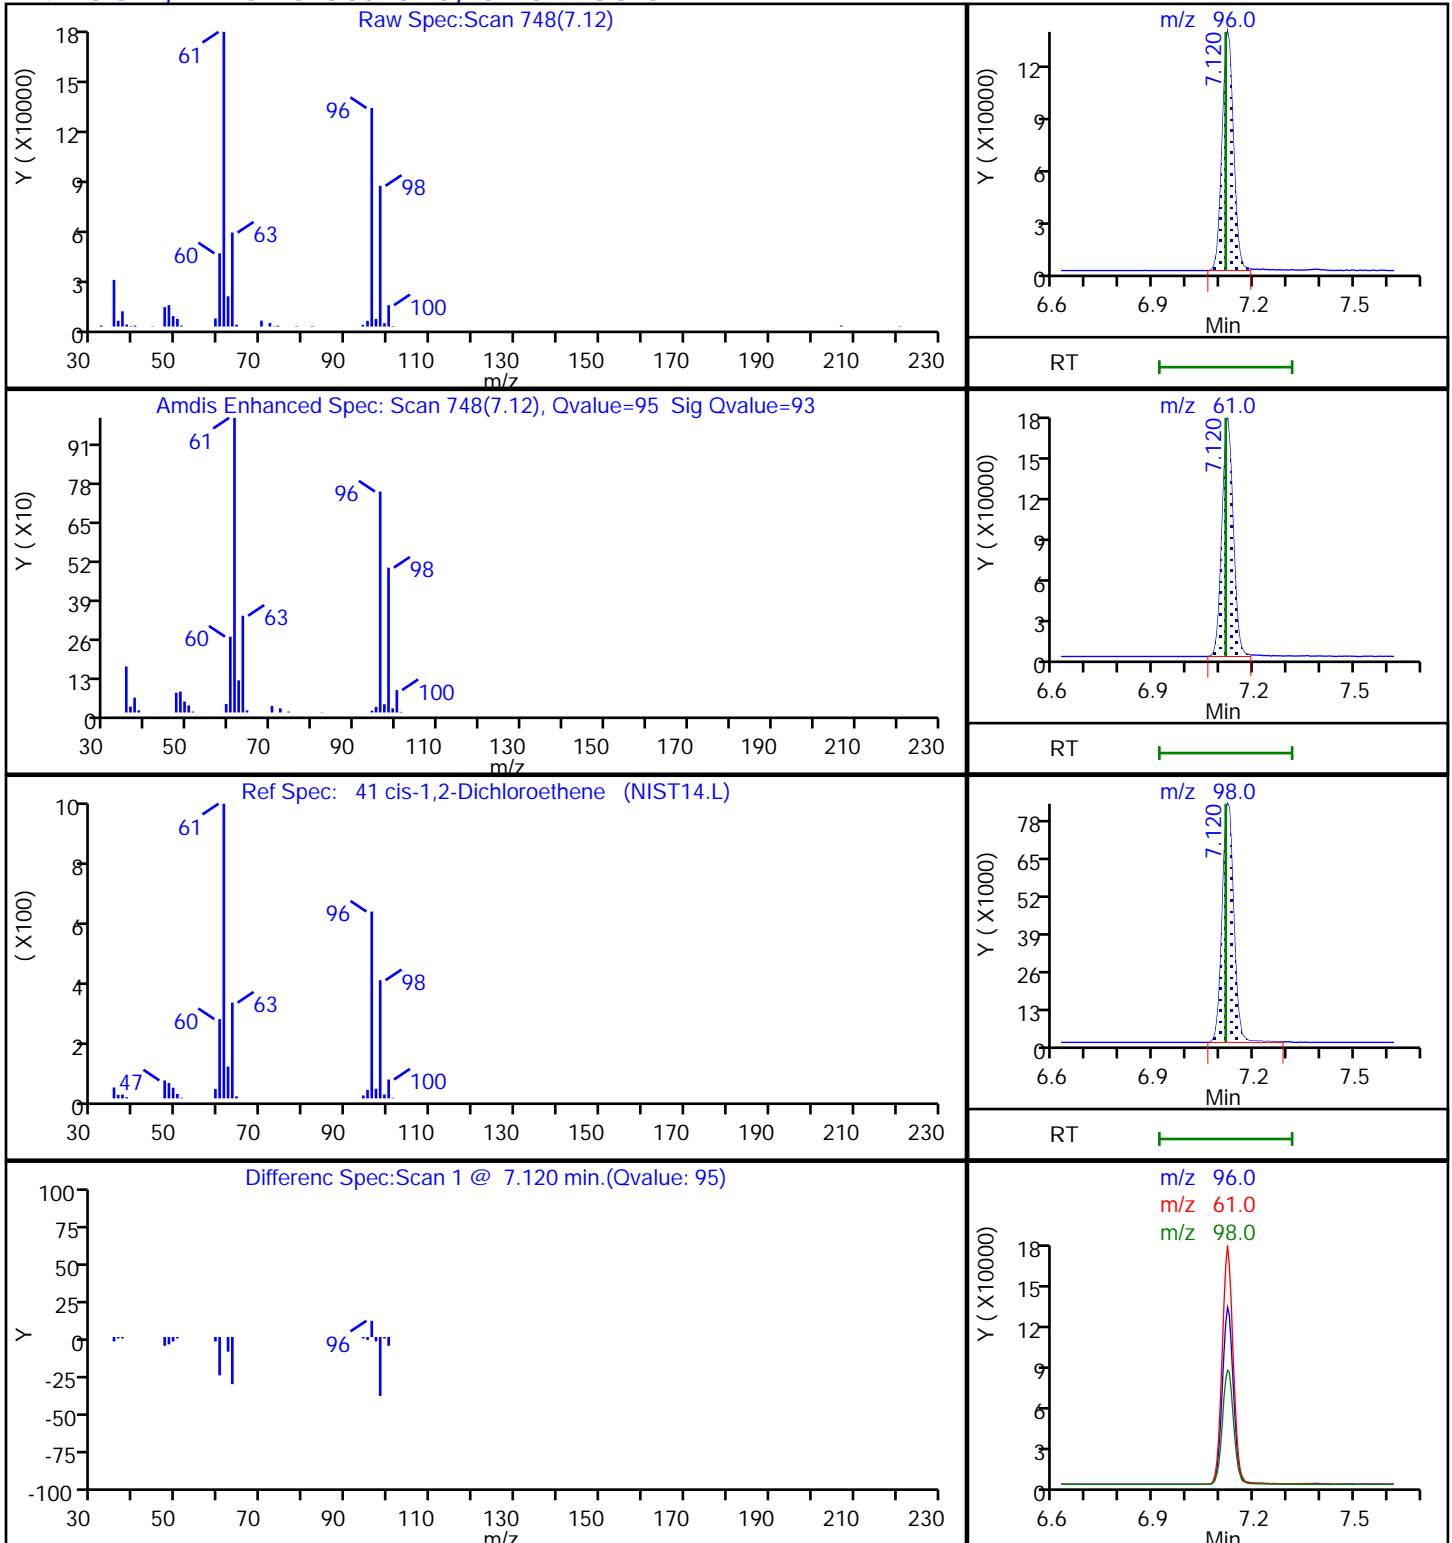 Raw Spec:Scan 748(7.12)
Y ( X10000)
18
15
12
9
6
3
0
61
96
98
60
63
100
30 50 70 90 110 130 150 170 190 210 230
m/z
m/z 96.0
Y ( X10000)
12
9
6
3
0
7.120
6.6 6.9 7.2 7.5
Min
RT
Amdis Enhanced Spec: Scan 748(7.12), Qvalue=95 Sig Qvalue=93
Y ( X10)
91
78
65
52
39
26
13
0
61
96
98
60
63
100
30 50 70 90 110 130 150 170 190 210 230
m/z
m/z 61.0
Y ( X10000)
18
15
12
9
6
3
0
7.120
6.6 6.9 7.2 7.5
Min
RT
Ref Spec: 41 cis-1,2-Dichloroethene (NIST14.L)
( X100)
10
8
6
4
2
0
61
96
98
60
63
47
100
30 50 70 90 110 130 150 170 190 210 230
m/z 98.0
Y ( X1000)
78
65
52
39
26
13
0
7.120
6.6 6.9 7.2 7.5
Min
RT
Differenc Spec:Scan 1 @ 7.120 min.(Qvalue: 95)
Y
100
75
50
25
0
-25
-50
-75
-100
96
30 50 70 90 110 130 150 170 190 210 230
m/z
m/z 96.0
m/z 61.0
m/z 98.0
Y ( X10000)
18
15
12
9
6
3
0
6.6 6.9 7.2 7.5
Min